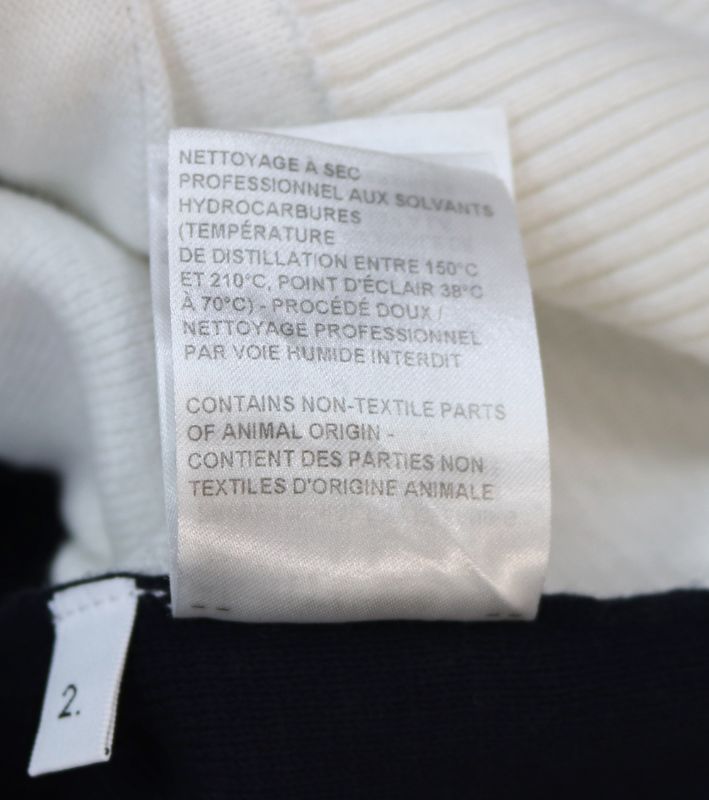 NETTOYAGE À SEC
PROFESSIONNEL AUX SOLVANTS
HYDROCARBURES
(TEMPÉRATURE
DE DISTILLATION ENTRE 150°C
ET 210°C, POINT D'ÉCLAIR 38°C
À 70°C) - PROCÉDÉ DOUX /
NETTOYAGE PROFESSIONNEL
PAR VOIE HUMIDE INTERDIT
CONTAINS NON-TEXTILE PARTS
OF ANIMAL ORIGIN -
CONTIENT DES PARTIES NON
TEXTILES D'ORIGINE ANIMALE
2.